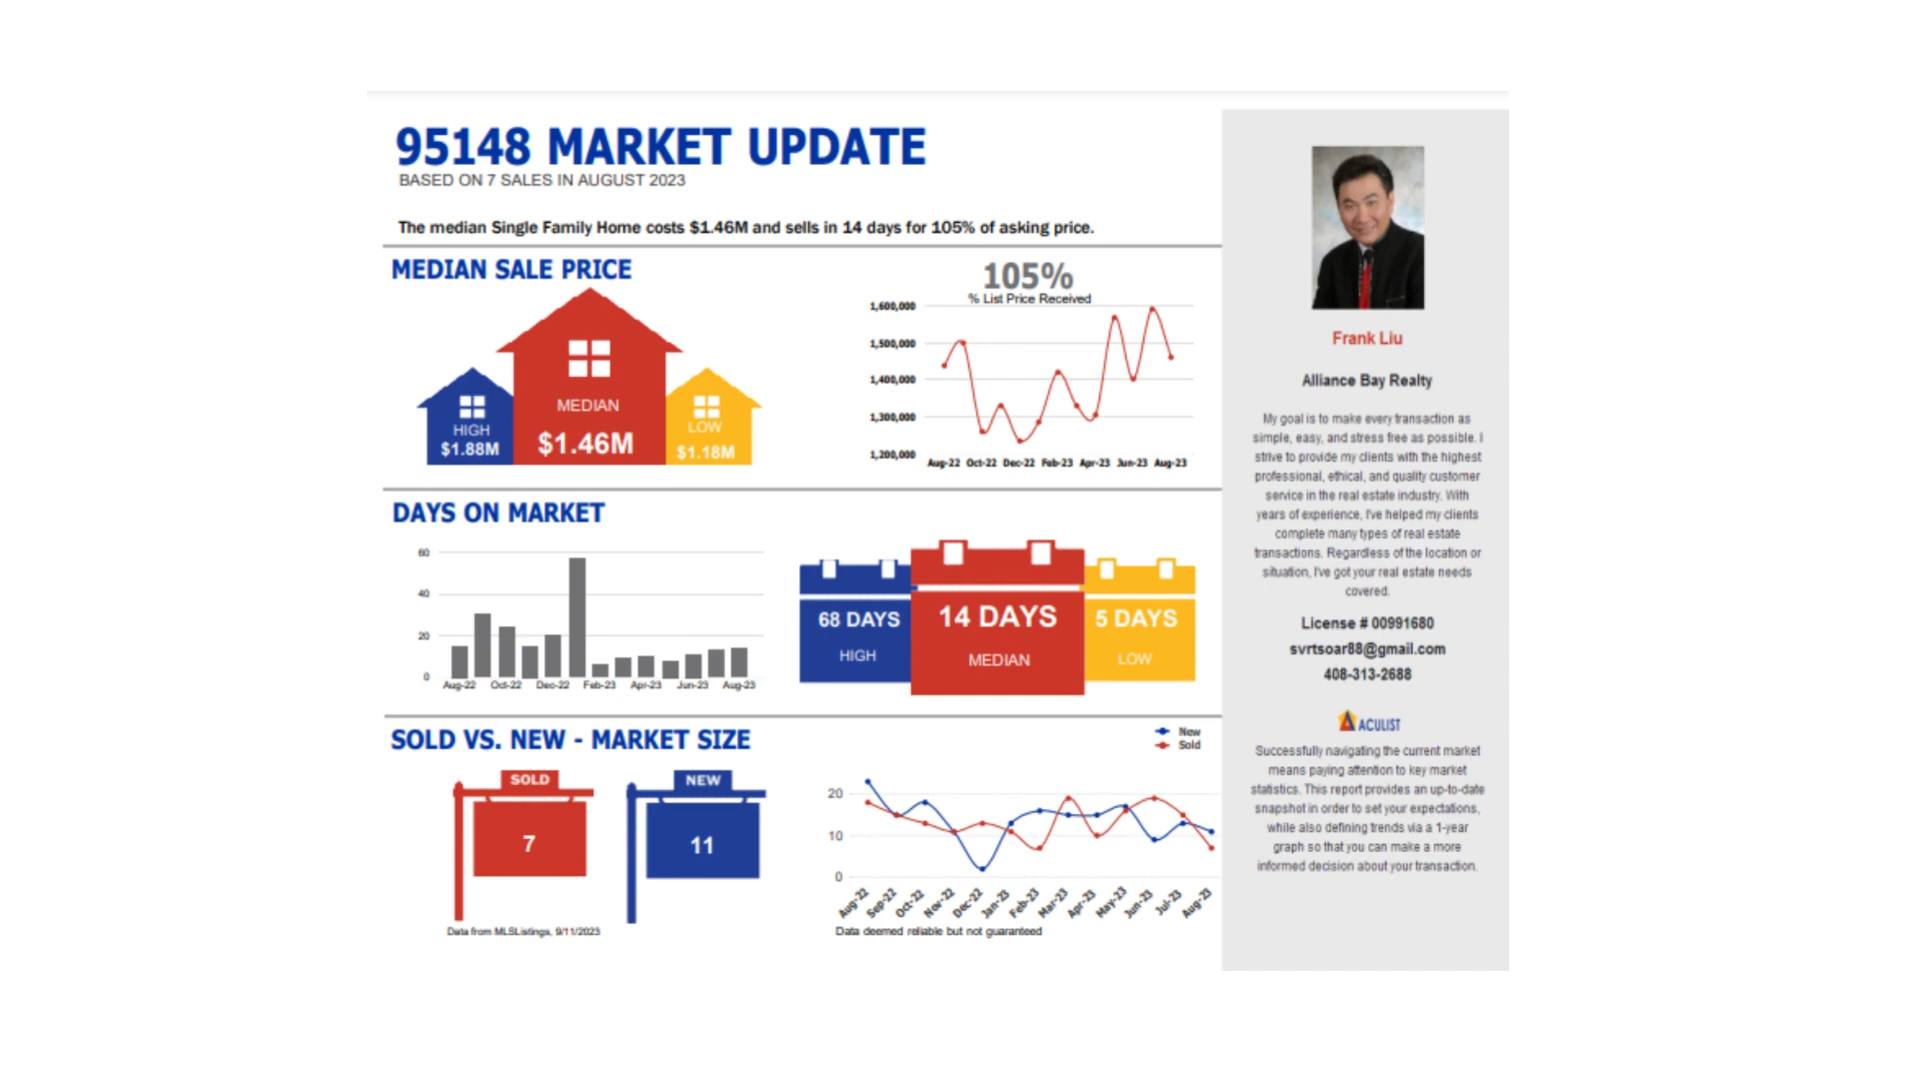 95148 MARKET UPDATE
BASED ON 7 SALES IN AUGUST 2023
The median Single Family Home costs $1.46M and sells in 14 days for 105% of asking price.
MEDIAN SALE PRICE
HIGH
$1.88M
MEDIAN
$1.46M
LOW
$1.18M
105%
% List Price Received
1,600,000
1,500,000
1,400,000
1,300,000
1,200,000
Aug-22 Oct-22 Dec-22 Feb-23 Apr-23 Jun-23 Aug-23
DAYS ON MARKET
60
40
20
0
Aug-22 Oct-22 Dec-22 Feb-23 Apr-23 Jun-23 Aug-23
68 DAYS
HIGH
14 DAYS
MEDIAN
5 DAYS
LOW
SOLD VS. NEW - MARKET SIZE
SOLD
7
NEW
11
New
Sold
20
10
0
Aug-22 Sep-22 Oct-22 Nov-22 Dec-22 Jan-23 Feb-23 Mar-23 Apr-23 May-23 Jun-23 Jul-23 Aug-23
Data from MLSListings, 9/11/2023
Data deemed reliable but not guaranteed
Frank Liu
Alliance Bay Realty
My goal is to make every transaction as
simple, easy, and stress free as possible. I
strive to provide my clients with the highest
professional, ethical, and quality customer
service in the real estate industry. With
years of experience, I've helped my clients
complete many types of real estate
transactions. Regardless of the location or
situation, I've got your real estate needs
covered.
License # 00991680
svrtsoar88@gmail.com
408-313-2688
ACULIST
Successfully navigating the current market
means paying attention to key market
statistics. This report provides an up-to-date
snapshot in order to set your expectations,
while also defining trends via a 1-year
graph so that you can make a more
informed decision about your transaction.